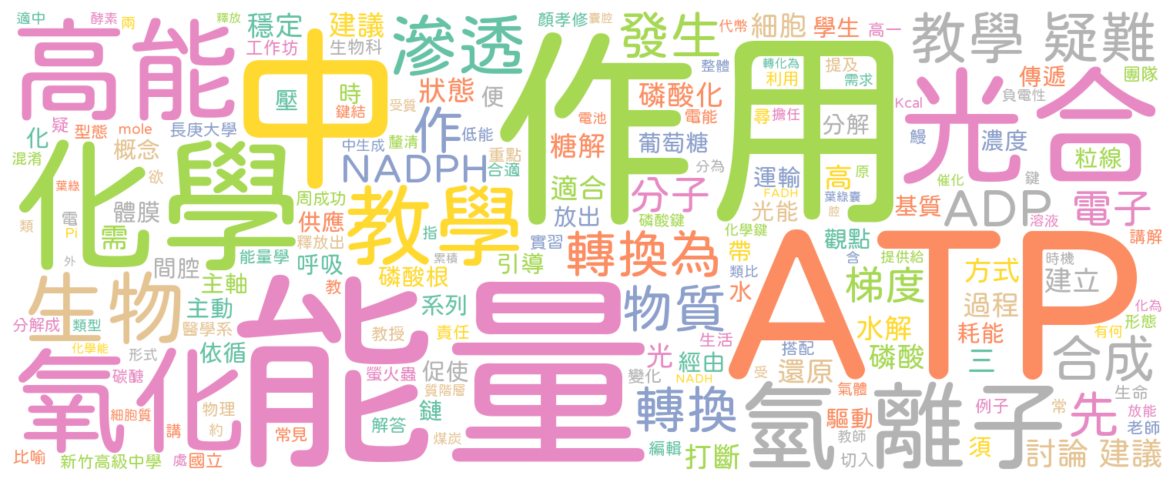 適中 酵素 兩 釋放 穩定 建議 顏孝修 囊腔 代幣 細胞 學生 高一 教學 疑難
高能 中 工作坊 生物科 滲透 作用 發生 整體 轉化為 提及 利用 需求 光合 傳遞 團隊
壓 時 鍵結 受質 狀態 便 磷酸化 電池 電能 尋 擔任 分解 Kcal 負電性
化 疑 型態 mole 長庚大學 中生成 釐清 作 低能 糖解 葡萄糖 鰻 濃度 粒線
混淆 概念 欲 NADPH 重點 合適 分為 運輸 高 原 催化 鍵
化學 葉綠 周成功 教學 適合 分子 FADH 葉綠囊 腔 基質 ADP 溶液 電子
類 電 Pi 體膜 需 供應 釋放出 指 放出 磷酸鍵 光能 化學鍵 帶 觀點 講解
外 間腔 能量學 呼吸 累積 實習 引導 轉換為 類比 含 提供給 方式 時機 建立
生物 主軸 主動 教 磷酸根 系列 物質 水 ATP 梯度 過程 化為
分解成 類型 醫學系 教授 責任 生活 水解 耗能 有何 形態
化學能 形式 依循 能量 光 經由 搭配 磷酸 三 合成
氧化 碳醣 螢火蟲 促使 質階層 變化 NADH 受 還原 氣體 例子 常 生命
細胞質 物理 解答 鏈 轉換 氫離子 驅動 先 放能
講 約 常見 煤炭 編輯 教師 須 老師
比喻 新竹高級中學 處 國立 打斷 切入 討論 建議